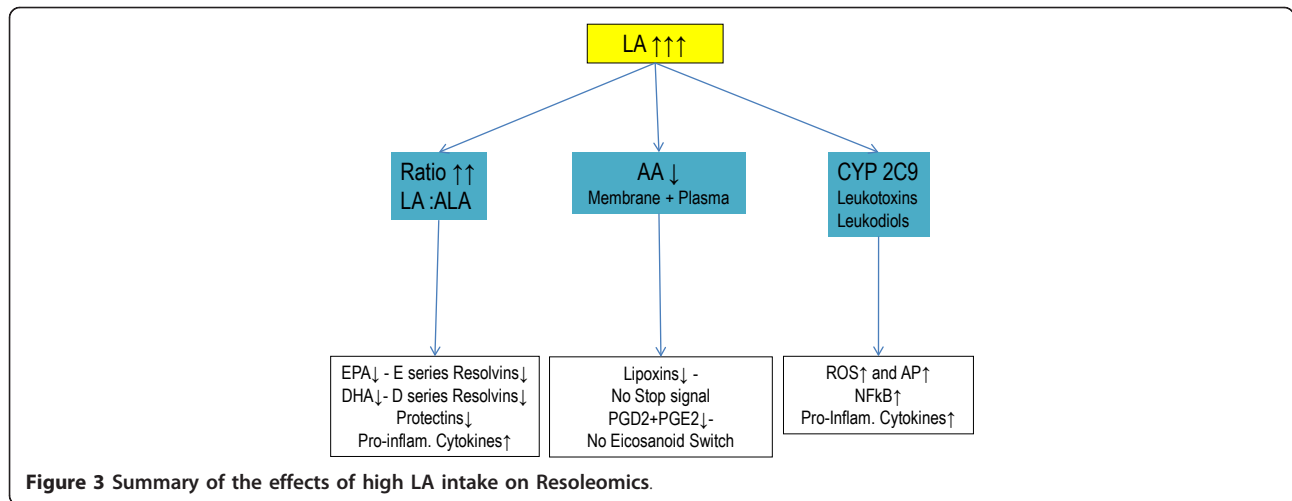 LA ↑↑↑
Ratio ↑↑
LA :ALA
AA ↓
Membrane + Plasma
CYP 2C9
Leukotoxins
Leukodiols
EPA↓ - E series Resolvins↓
DHA↓- D series Resolvins↓
Protectins↓
Pro-inflam. Cytokines↑
Lipoxins↓ -
No Stop signal
PGD2+PGE2↓-
No Eicosanoid Switch
ROS↑ and AP↑
NFkB↑
Pro-Inflam. Cytokines↑
Figure 3 Summary of the effects of high LA intake on Resoleomics.